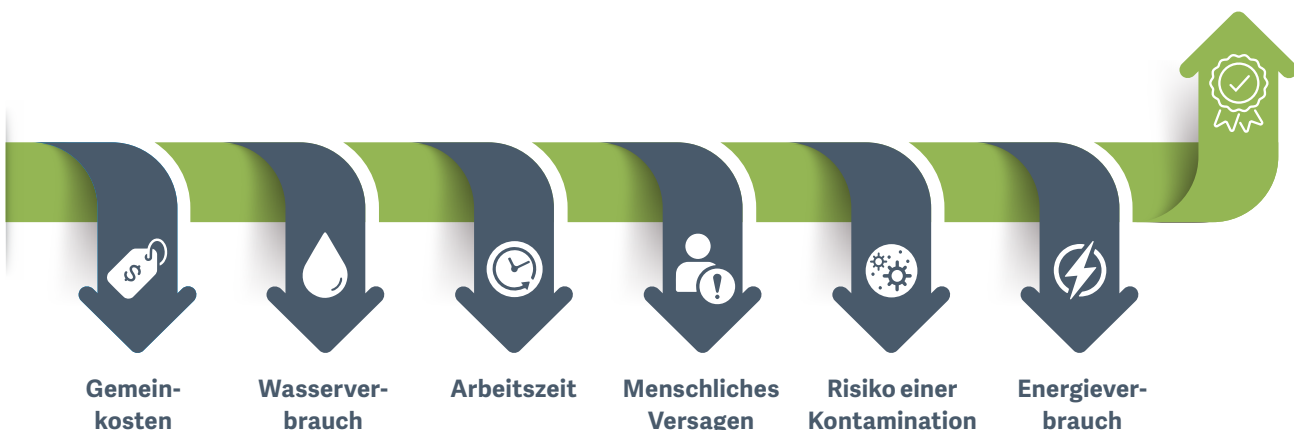 $
Gemein-
kosten
Wasserver-
brauch
Arbeitszeit
!
Menschliches
Versagen
Risiko einer
Kontamination
Energiever-
brauch